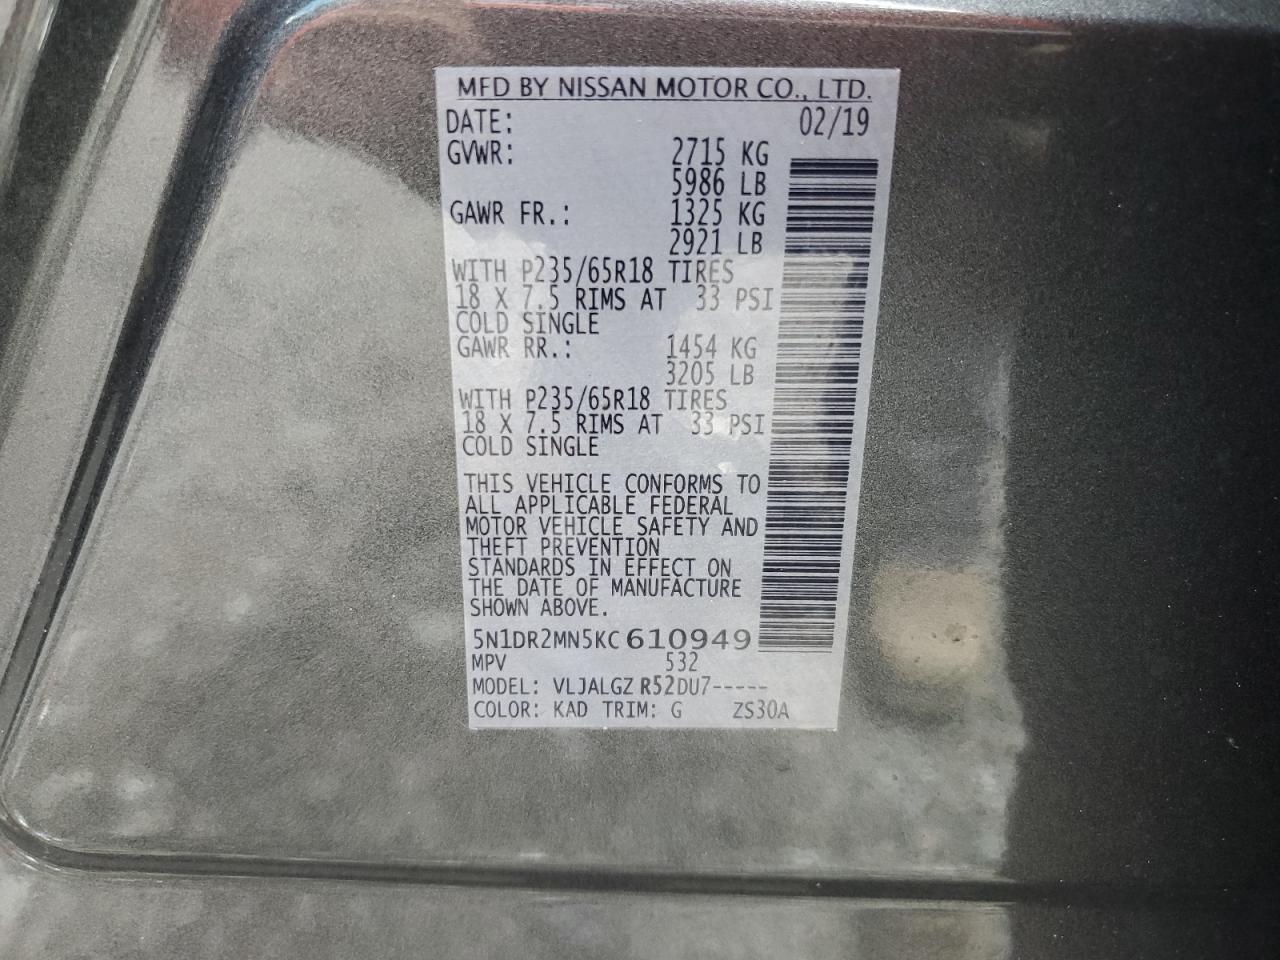 MFD BY NISSAN MOTOR CO., LTD.
DATE: 02/19
GVWR: 2715 KG
5986 LB
GAWR FR.: 1325 KG
2921 LB
WITH P235/65R18 TIRES
18 X 7.5 RIMS AT 33 PSI
COLD SINGLE
GAWR RR.: 1454 KG
3205 LB
WITH P235/65R18 TIRES
18 X 7.5 RIMS AT 33 PSI
COLD SINGLE
THIS VEHICLE CONFORMS TO
ALL APPLICABLE FEDERAL
MOTOR VEHICLE SAFETY AND
THEFT PREVENTION
STANDARDS IN EFFECT ON
THE DATE OF MANUFACTURE
SHOWN ABOVE.
5N1DR2MN5KC610949
MPV 532
MODEL: VLJALGZ R52DU7-----
COLOR: KAD TRIM: G ZS30A